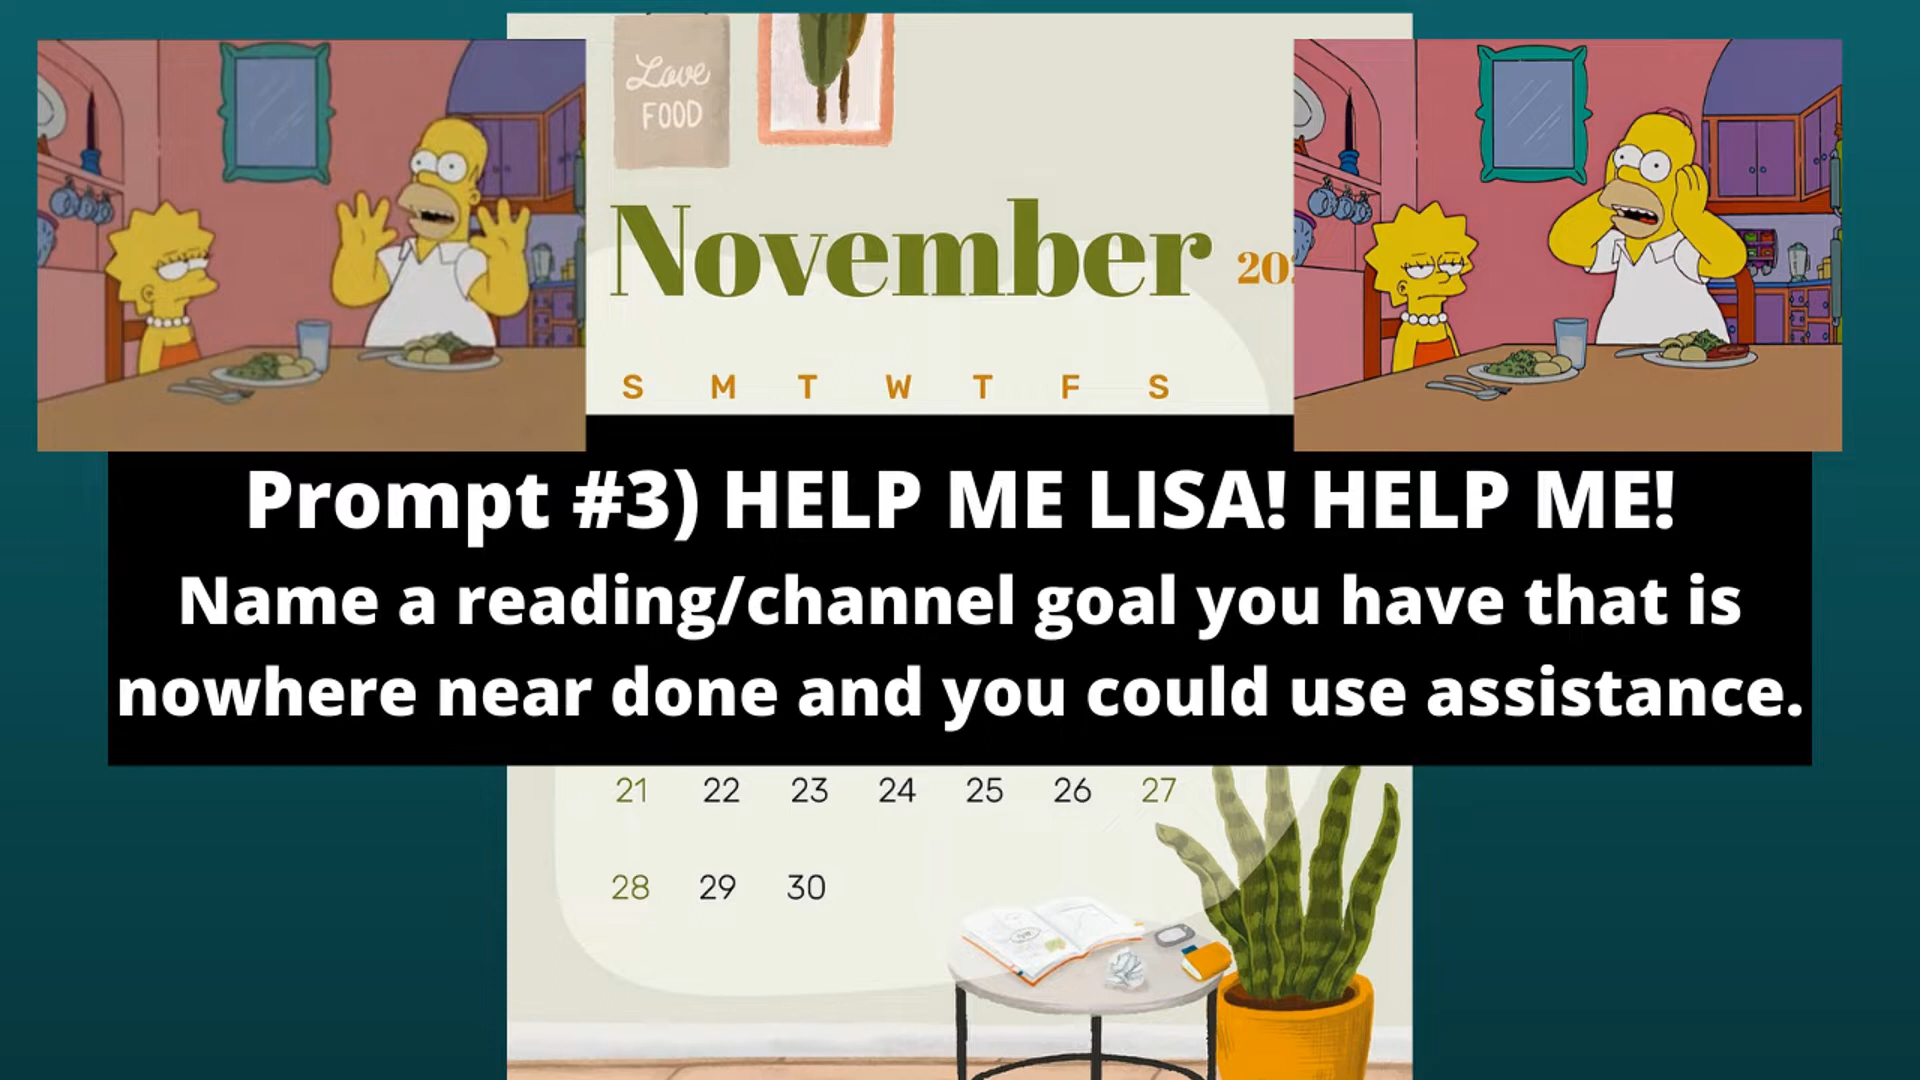 Love
FOOD
November 20
S M T W T F S
Prompt #3) HELP ME LISA! HELP ME!
Name a reading/channel goal you have that is
nowhere near done and you could use assistance.
21 22 23 24 25 26 27
28 29 30